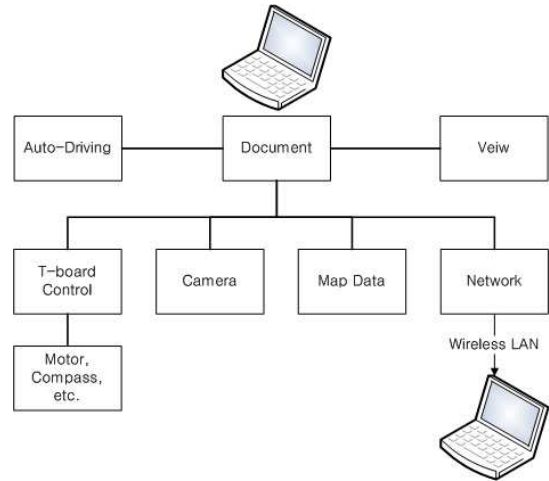 Auto-Driving
Document
Veiw
T-board
Control
Camera
Map Data
Network
Motor,
Compass,
etc.
Wireless LAN